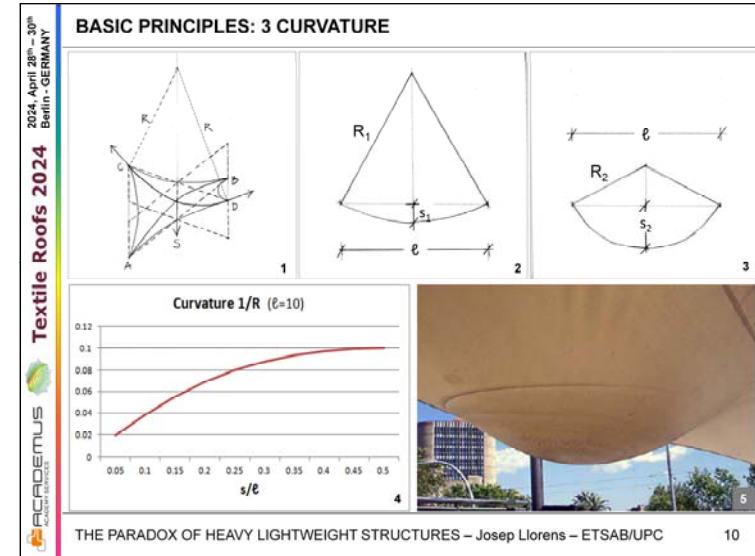 BASIC PRINCIPLES: 3 CURVATURE
2024, April 28th – 30th
Berlin - GERMANY
Textile Roofs 2024
ACADEMUS
ACADEMY SERVICES
R
R
C
B
D
S
A
1
R1
s1
ℓ
2
ℓ
R2
s2
3
Curvature 1/R (ℓ=10)
0.12
0.1
0.08
0.06
0.04
0.02
0
0.05 0.1 0.15 0.2 0.25 0.3 0.35 0.4 0.45 0.5
s/ℓ
4
5
THE PARADOX OF HEAVY LIGHTWEIGHT STRUCTURES – Josep Llorens – ETSAB/UPC 10